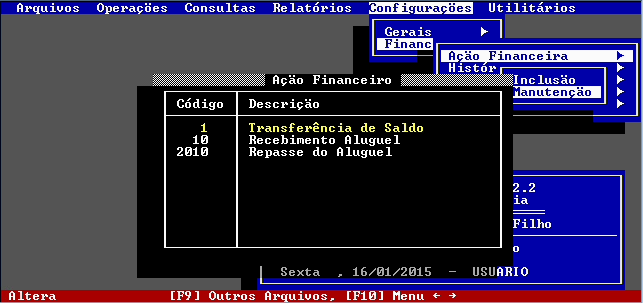 Arquivos Operações Consultas Relatórios Configurações Utilitários
Gerais ►
Financ
Ação Financeira ►
Histór ►
Inclusão
Manutenção ►
►
Ação Financeiro
Código Descrição
1 Transferência de Saldo
10 Recebimento Aluguel
2010 Repasse do Aluguel
2.2
ia
Filho
o
Sexta , 16/01/2015 - USUARIO
Altera [F9] Outros Arquivos, [F10] Menu ← →